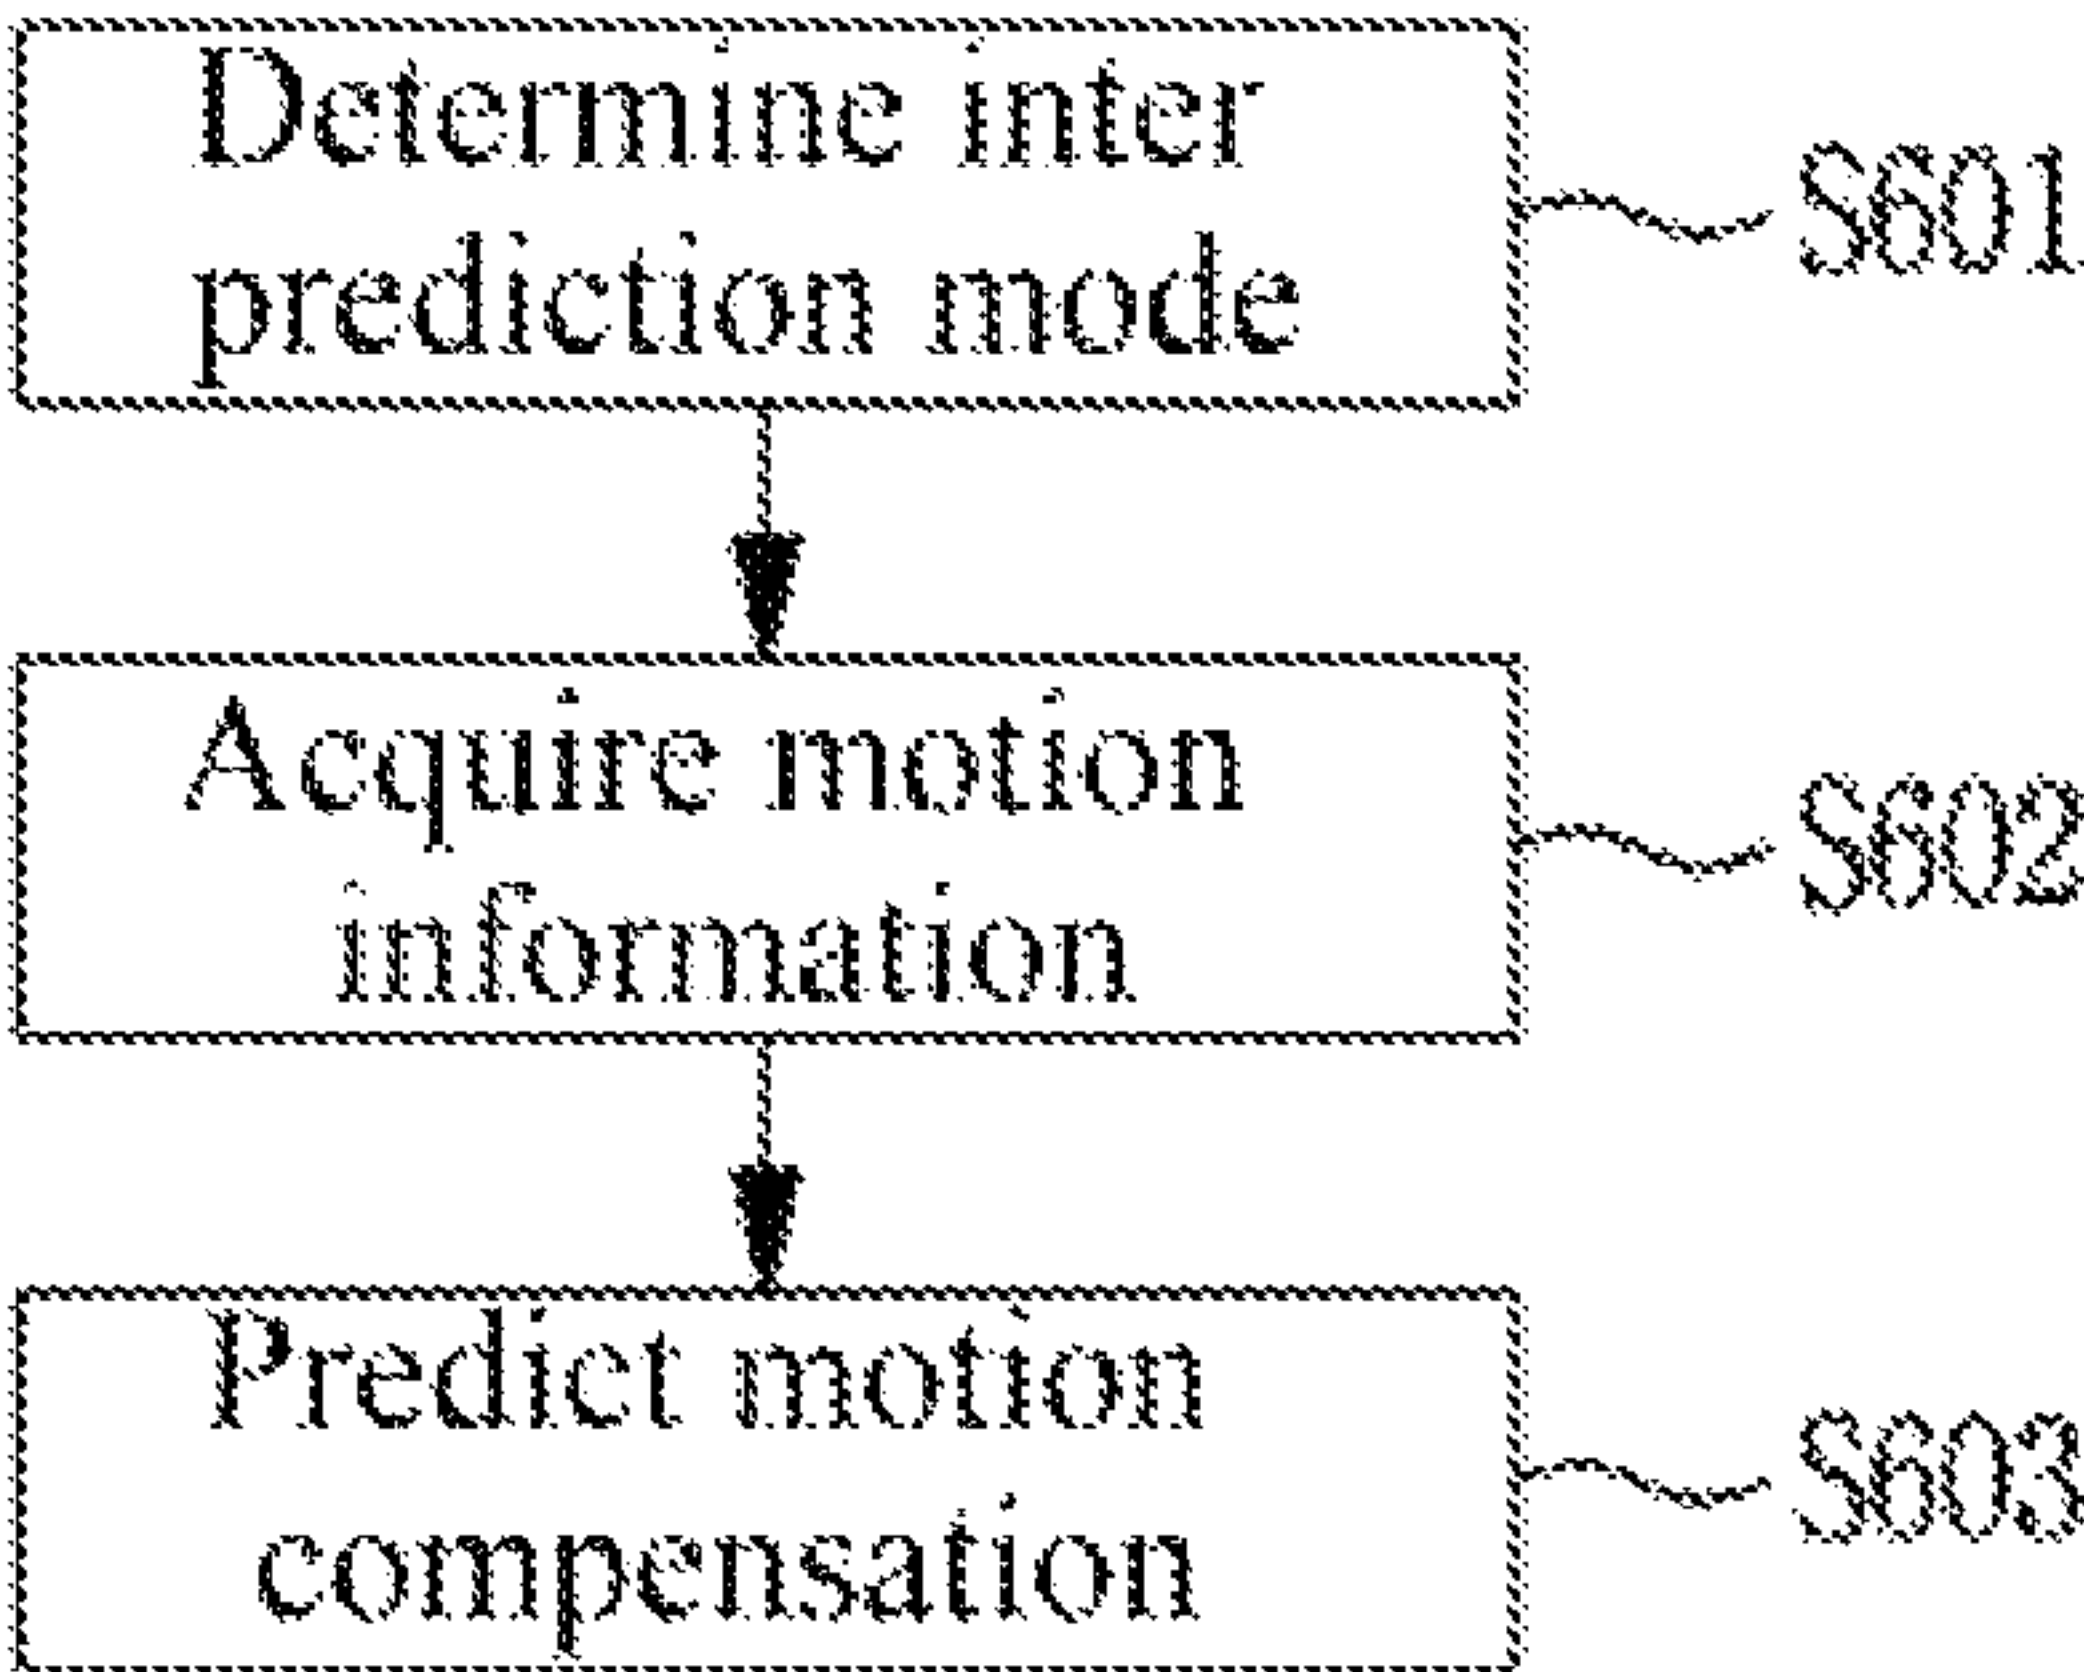 Determine inter
prediction mode
S601
Acquire motion
information
S602
Predict motion
compensation
S603